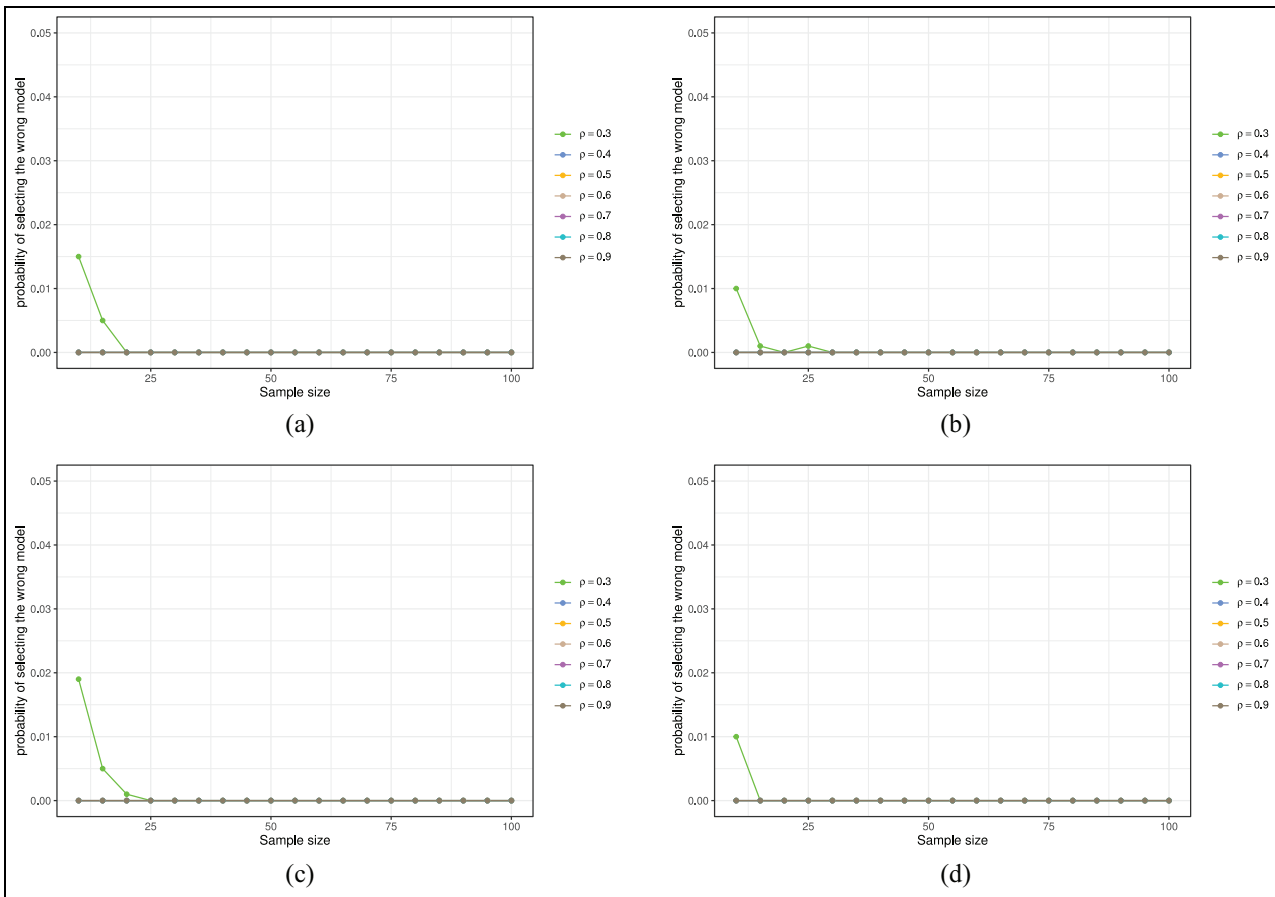 probability of selecting the wrong model
0.05
0.04
0.03
0.02
0.01
0.00
25
50
75
100
Sample size
ρ = 0.3
ρ = 0.4
ρ = 0.5
ρ = 0.6
ρ = 0.7
ρ = 0.8
ρ = 0.9
(a)
probability of selecting the wrong model
0.05
0.04
0.03
0.02
0.01
0.00
25
50
75
100
Sample size
ρ = 0.3
ρ = 0.4
ρ = 0.5
ρ = 0.6
ρ = 0.7
ρ = 0.8
ρ = 0.9
(b)
probability of selecting the wrong model
0.05
0.04
0.03
0.02
0.01
0.00
25
50
75
100
Sample size
ρ = 0.3
ρ = 0.4
ρ = 0.5
ρ = 0.6
ρ = 0.7
ρ = 0.8
ρ = 0.9
(c)
probability of selecting the wrong model
0.05
0.04
0.03
0.02
0.01
0.00
25
50
75
100
Sample size
ρ = 0.3
ρ = 0.4
ρ = 0.5
ρ = 0.6
ρ = 0.7
ρ = 0.8
ρ = 0.9
(d)